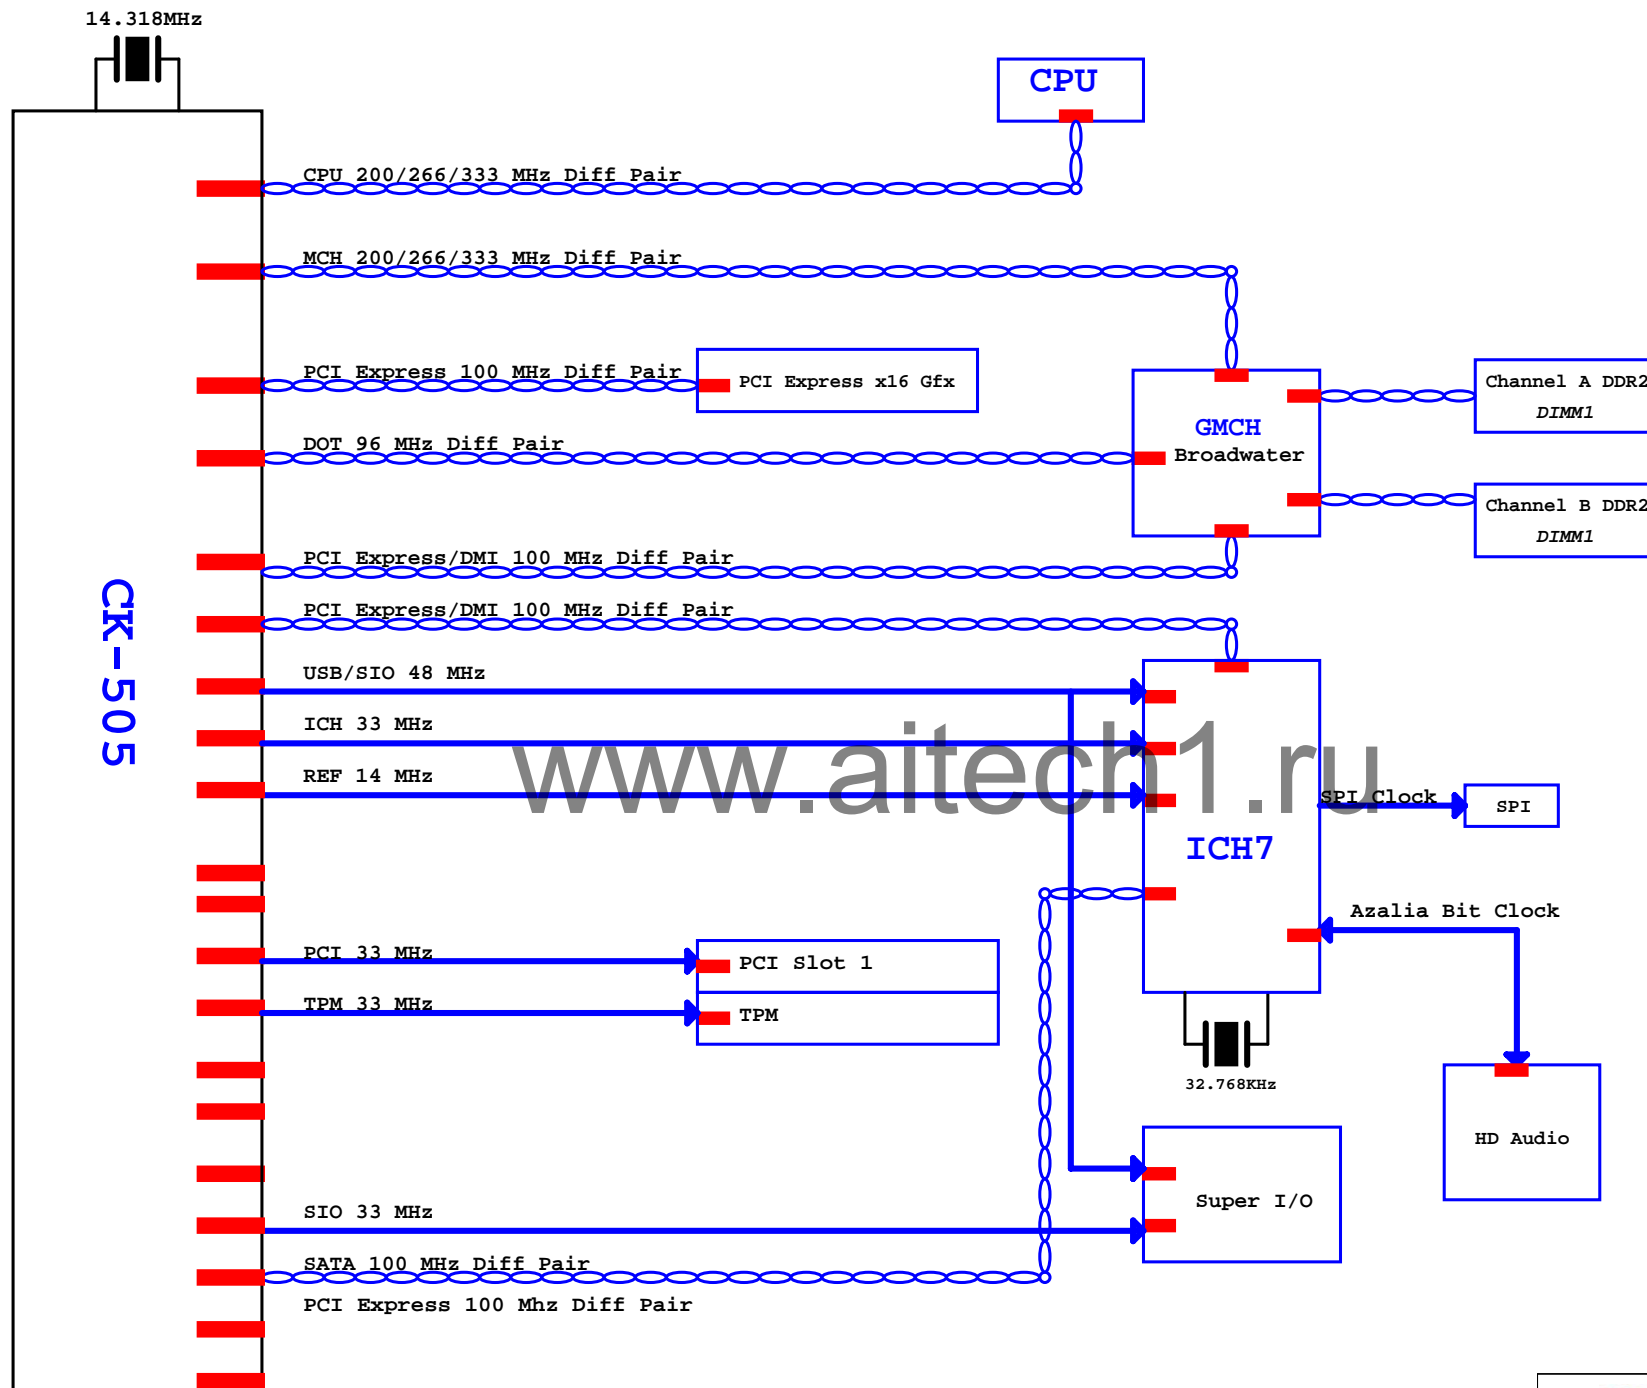 14.318MHz
CPU
CPU 200/266/333 MHz Diff Pair
MCH 200/266/333 MHz Diff Pair
PCI Express 100 MHz Diff Pair
PCI Express x16 Gfx
Channel A DDR2
DIMM1
GMCH
Broadwater
DOT 96 MHz Diff Pair
Channel B DDR2
DIMM1
PCI Express/DMI 100 MHz Diff Pair
PCI Express/DMI 100 MHz Diff Pair
CK-505
USB/SIO 48 MHz
ICH 33 MHz
REF 14 MHz
www.aitech1.ru
SPI Clock
SPI
ICH7
Azalia Bit Clock
PCI 33 MHz
PCI Slot 1
TPM 33 MHz
TPM
32.768KHz
HD Audio
Super I/O
SIO 33 MHz
SATA 100 MHz Diff Pair
PCI Express 100 Mhz Diff Pair